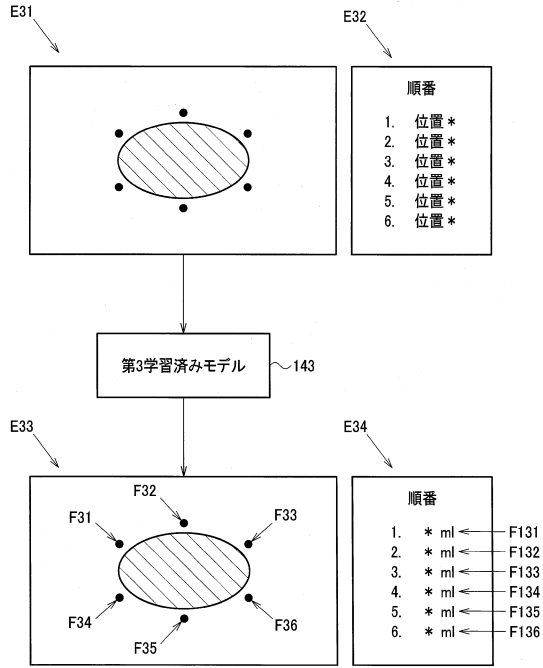 E31
E32
順番
1. 位置*
2. 位置*
3. 位置*
4. 位置*
5. 位置*
6. 位置*
第3学習済みモデル
143
E33
E34
F32
F31
F33
F34
F36
F35
順番
1. * ml F131
2. * ml F132
3. * ml F133
4. * ml F134
5. * ml F135
6. * ml F136